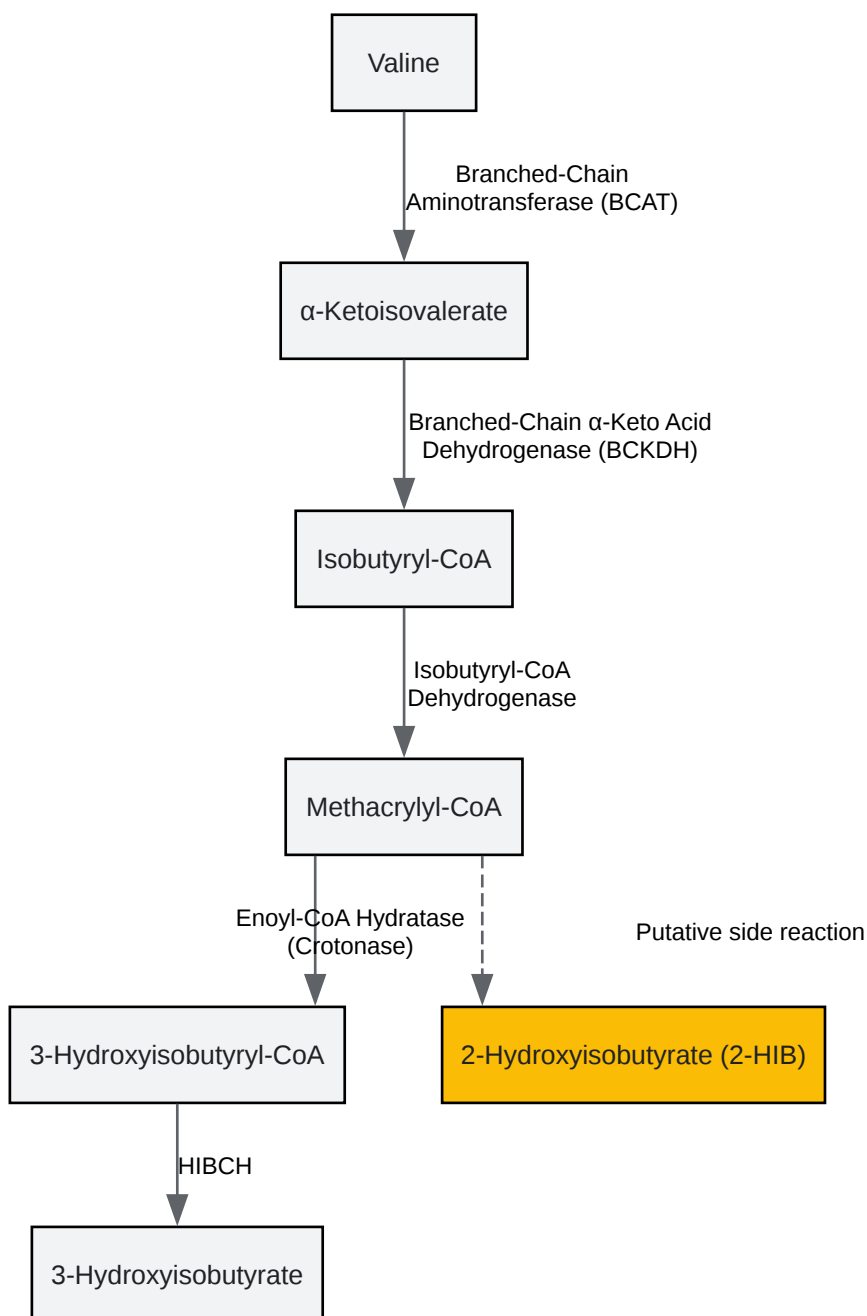 Valine
Branched-Chain
Aminotransferase (BCAT)
α-Ketoisovalerate
Branched-Chain α-Keto Acid
Dehydrogenase (BCKDH)
Isobutyryl-CoA
Isobutyryl-CoA
Dehydrogenase
Methacrylyl-CoA
Enoyl-CoA Hydratase
(Crotonase)
Putative side reaction
3-Hydroxyisobutyryl-CoA
2-Hydroxyisobutyrate (2-HIB)
HIBCH
3-Hydroxyisobutyrate